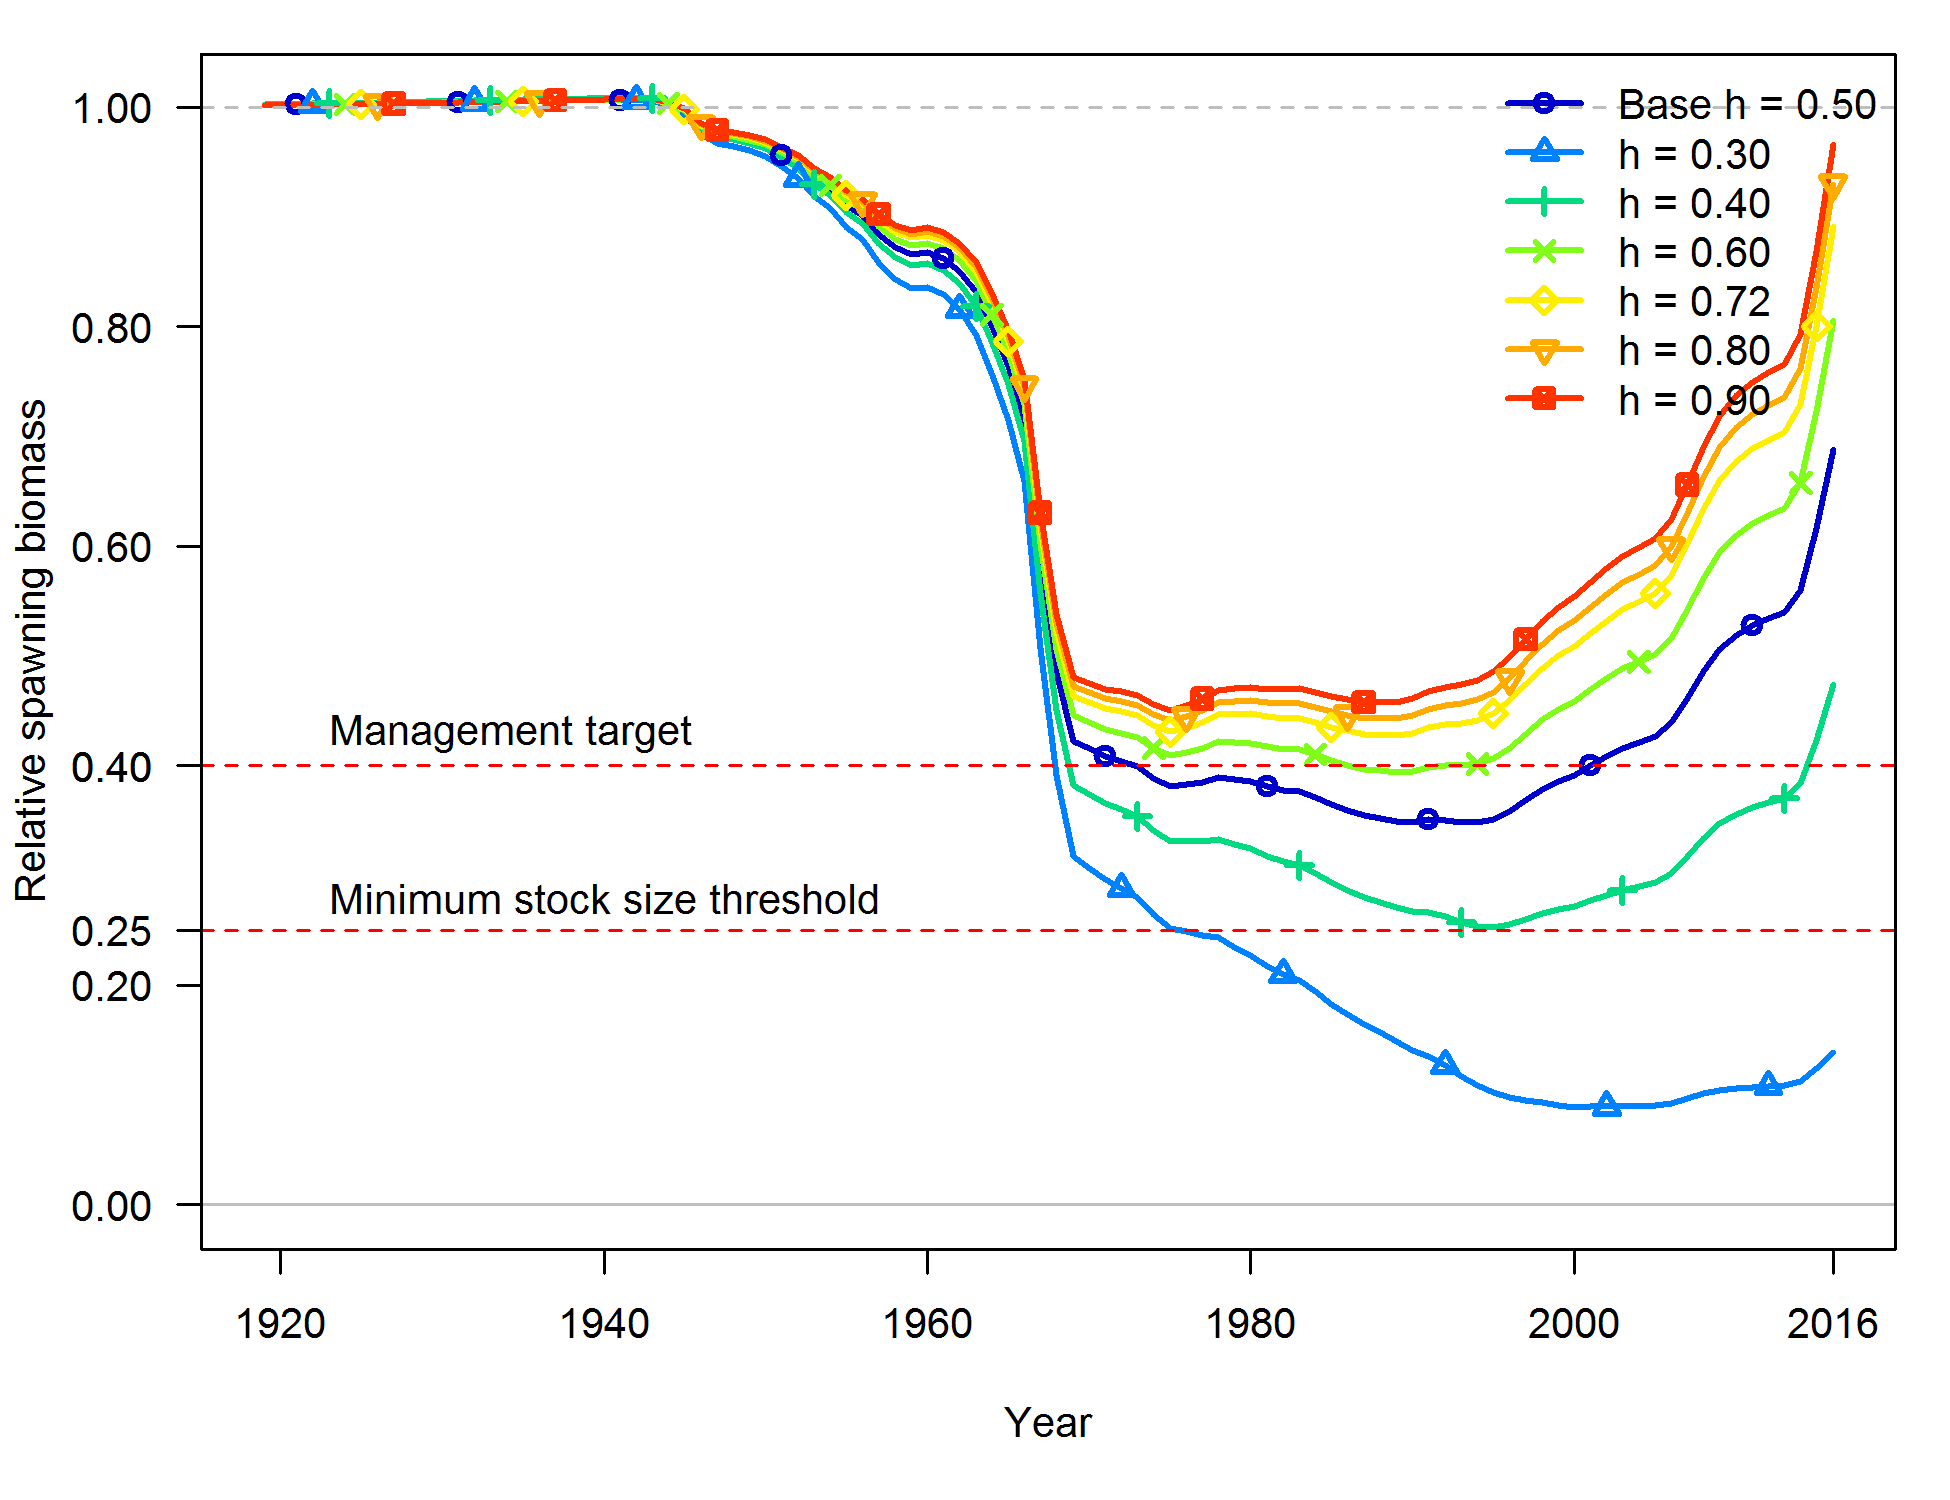 1.00
0.80
0.60
0.40
0.25
0.20
0.00
Relative spawning biomass
Base h = 0.50
h = 0.30
h = 0.40
h = 0.60
h = 0.72
h = 0.80
h = 0.90
Management target
Minimum stock size threshold
1920
1940
1960
1980
2000
2016
Year